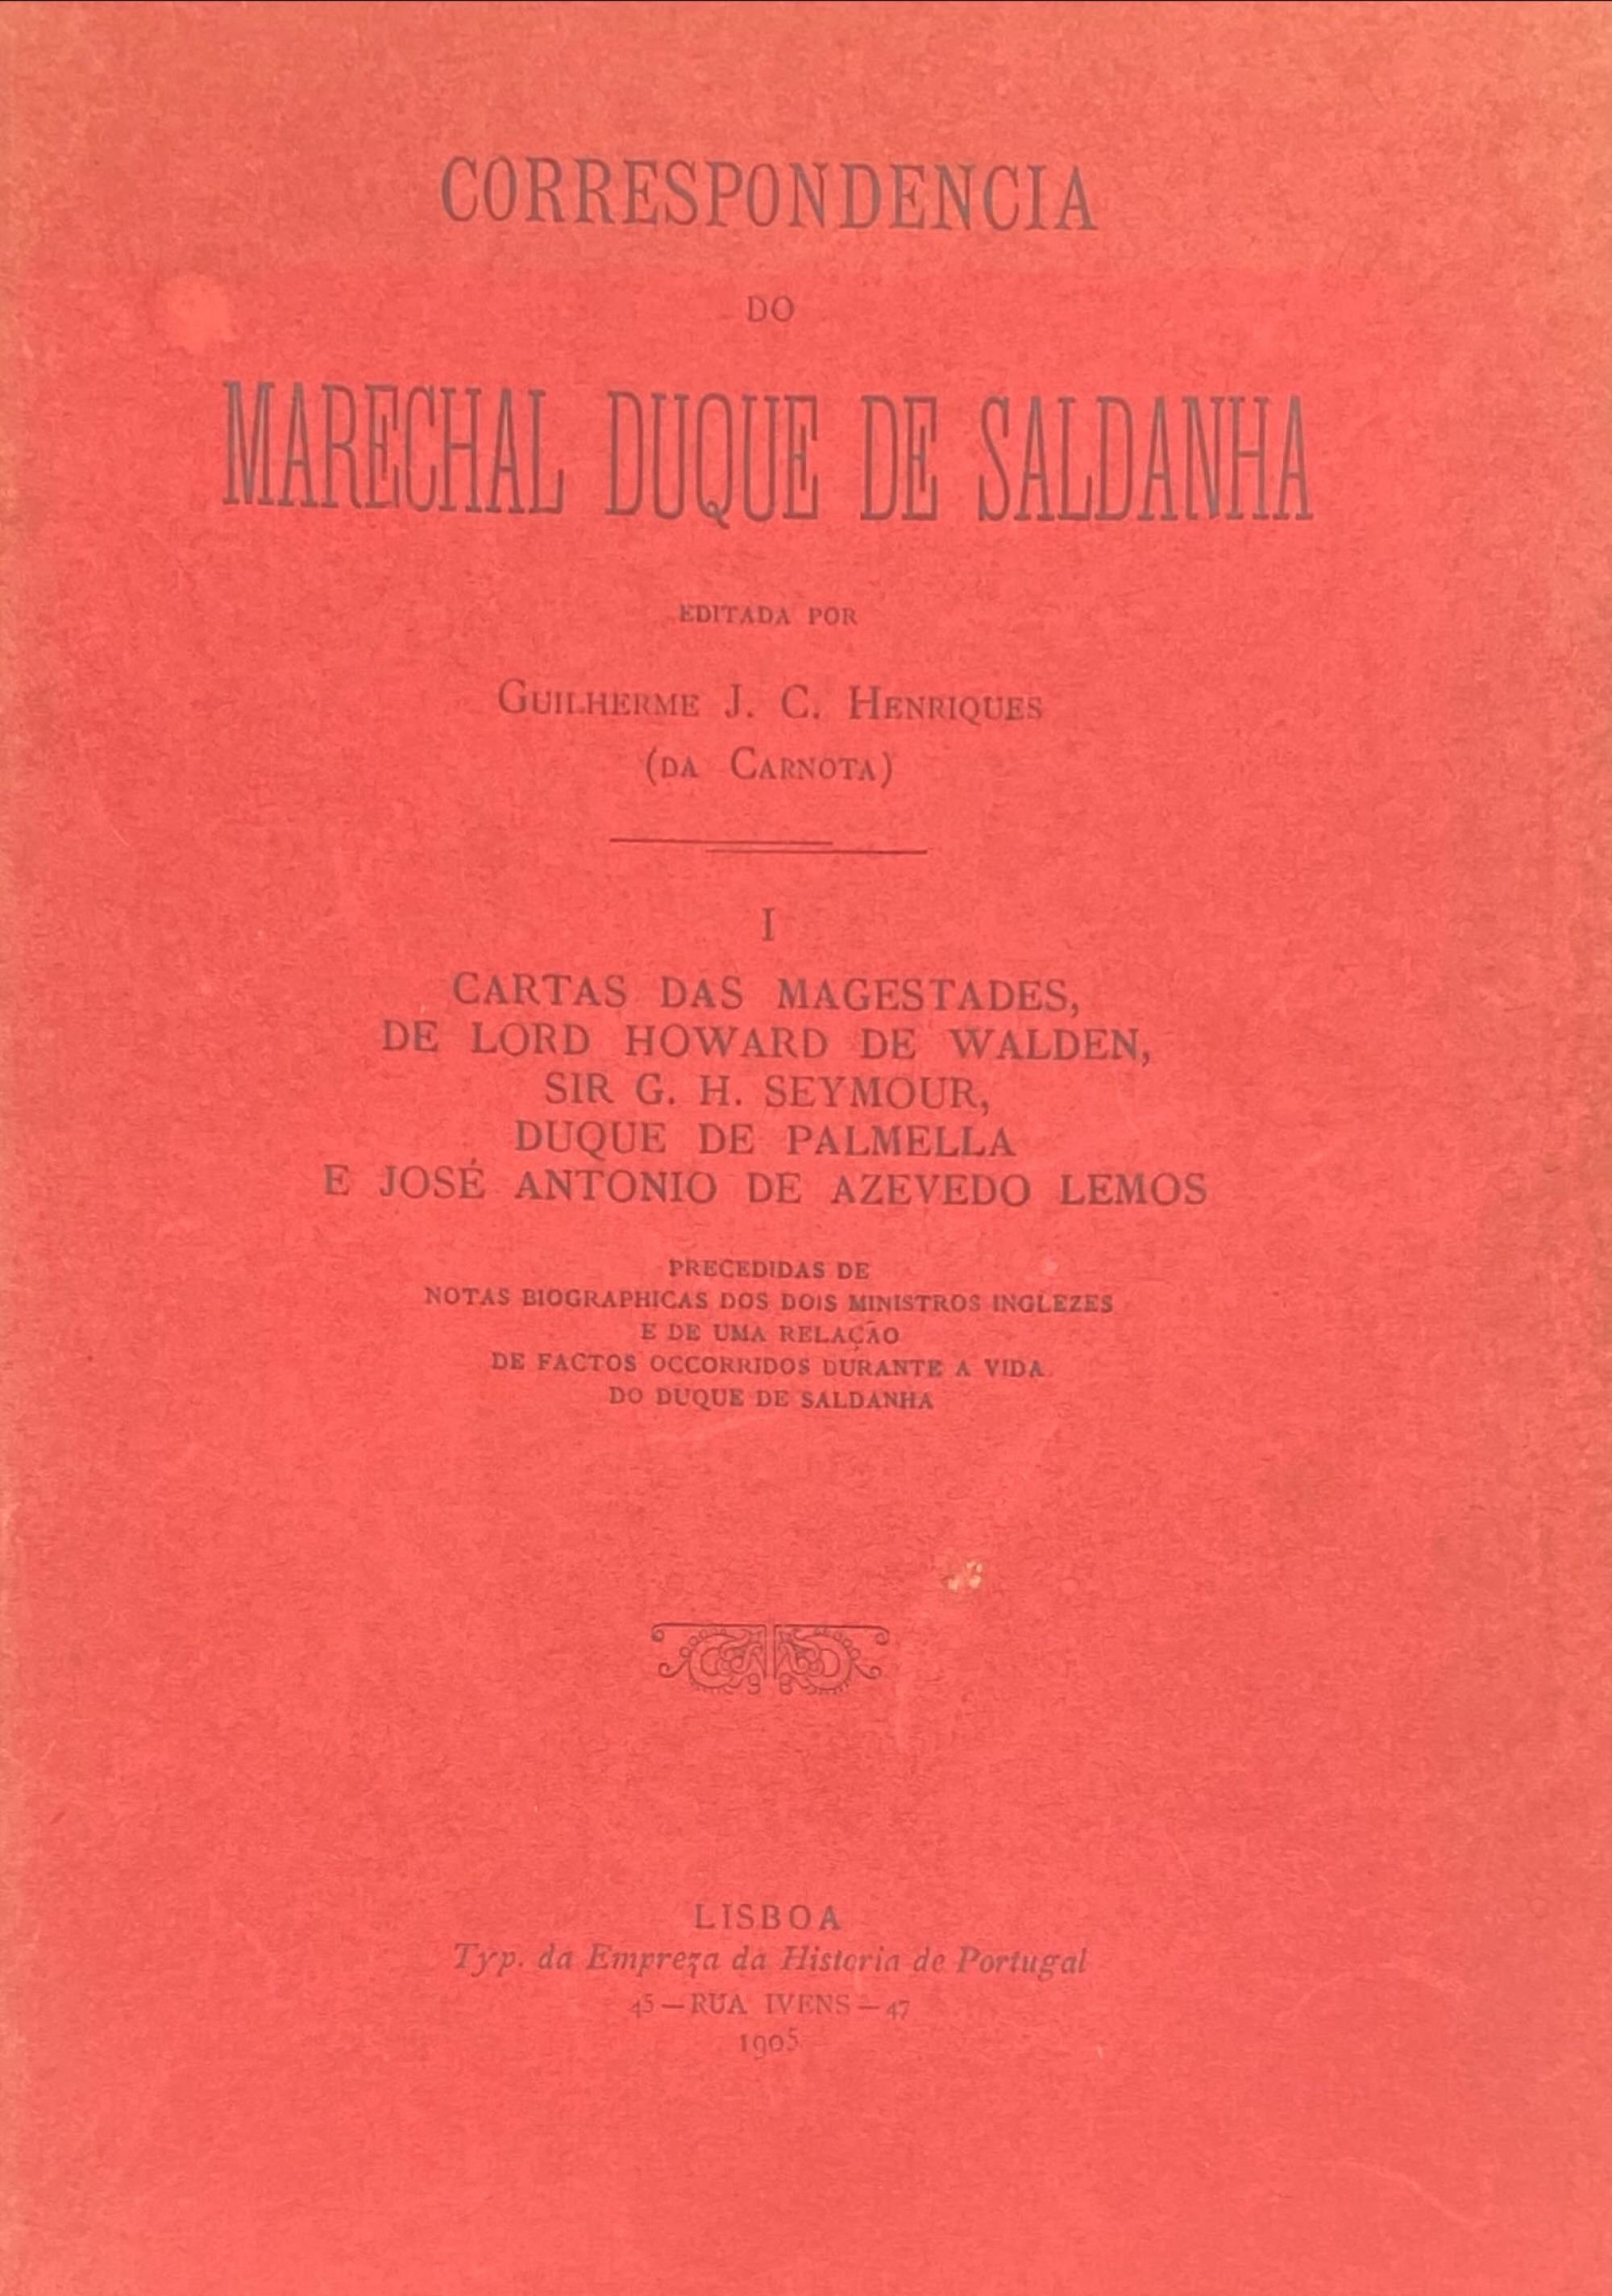 CORRESPONDENCIA
DO
MARECHAL DUQUE DE SALDANHA
EDITADA POR
GUILHERME J. C. HENRIQUES
(DA CARNOTA)
I
CARTAS DAS MAGESTADES,
DE LORD HOWARD DE WALDEN,
SIR G. H. SEYMOUR,
DUQUE DE PALMELLA
E JOSÉ ANTONIO DE AZEVEDO LEMOS
PRECEDIDAS DE
NOTAS BIOGRAPHICAS DOS DOIS MINISTROS INGLEZES
E DE UMA RELAÇÃO
DE FACTOS OCCORRIDOS DURANTE A VIDA
DO DUQUE DE SALDANHA
LISBOA
Typ. da Empreza da Historia de Portugal
45—RUA IVENS—47
1905